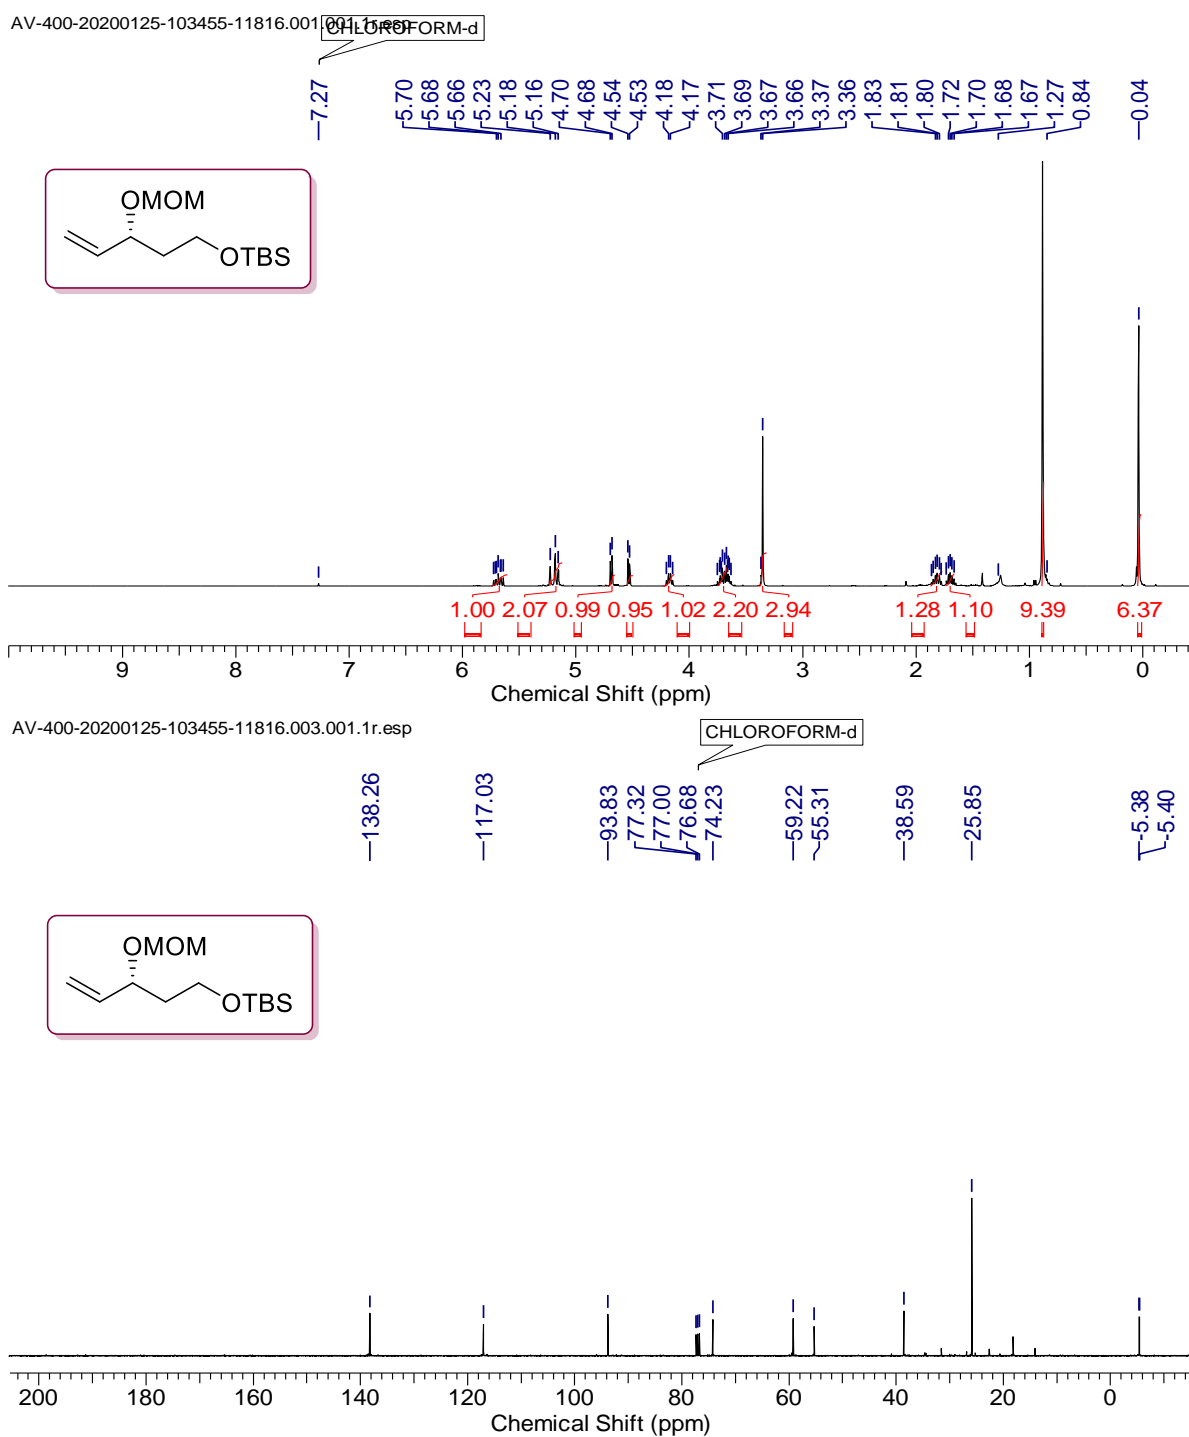 AV-400-20200125-103455-11816.001.001.1r.esp
CHLOROFORM-d
7.27
5.70 5.68 5.66 5.23 5.18 5.16 4.70 4.68 4.54 4.53 4.18 4.17 3.71 3.69 3.67 3.66 3.37 3.36 1.83 1.81 1.80 1.72 1.70 1.68 1.67 1.27 0.84 0.04
OMOM
OTBS
1.00 2.07 0.99 0.95 1.02 2.20 2.94 1.28 1.10 9.39 6.37
9 8 7 6 5 4 3 2 1 0
Chemical Shift (ppm)
AV-400-20200125-103455-11816.003.001.1r.esp
CHLOROFORM-d
138.26 117.03 93.83 77.32 77.00 76.68 74.23 59.22 55.31 38.59 25.85 -5.38 -5.40
OMOM
OTBS
200 180 160 140 120 100 80 60 40 20 0
Chemical Shift (ppm)